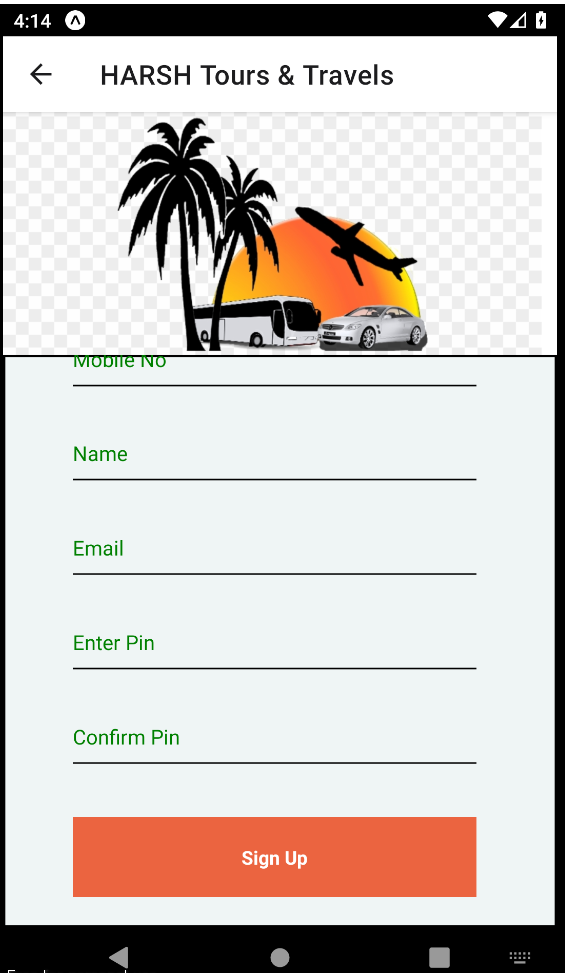 4:14
HARSH Tours & Travels
Mobile No
Name
Email
Enter Pin
Confirm Pin
Sign Up